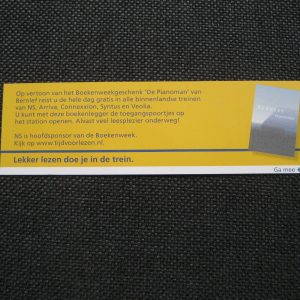 Op vertoon van het Boekenweekgeschenk 'De Pianoman' van
Bernlef reist u de hele dag gratis in alle binnenlandse treinen
van NS, Arriva, Connexxion, Syntus en Veolia.
U kunt met deze boekenlegger de toegangspoortjes op
het station openen. Alvast veel leesplezier onderweg!
NS is hoofdsponsor van de Boekenweek.
Kijk op www.tijdvoorlezen.nl.
BERNLEF
Lekker lezen doe je in de trein.
Ga mee